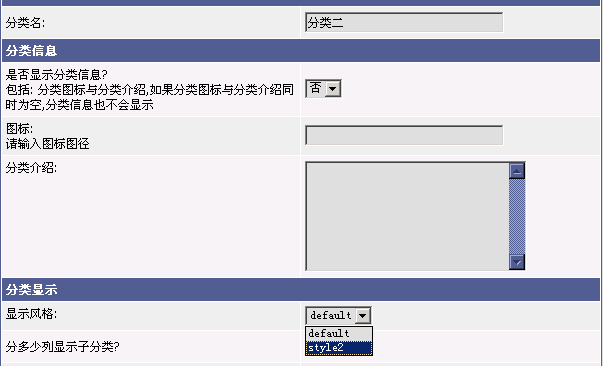 分类名:
分类二
分类信息
是否显示分类信息?
包括: 分类图标与分类介绍,如果分类图标与分类介绍同
时为空,分类信息也不会显示
否
图标:
请输入图标图径
分类介绍:
分类显示
显示风格:
default
default
style2
分多少列显示子分类?